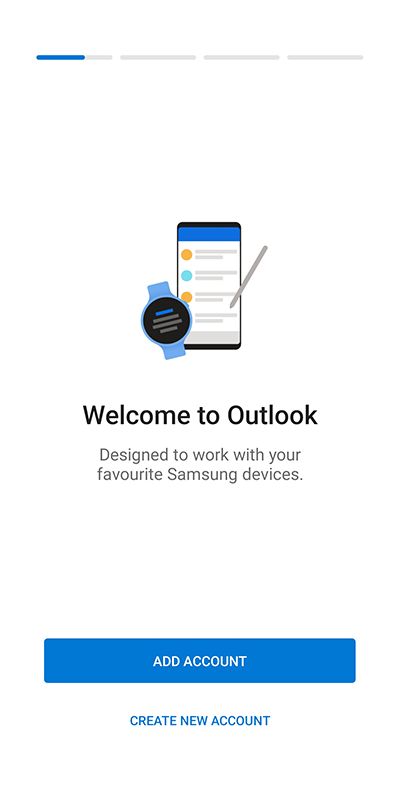 Welcome to Outlook
Designed to work with your
favourite Samsung devices.
ADD ACCOUNT
CREATE NEW ACCOUNT